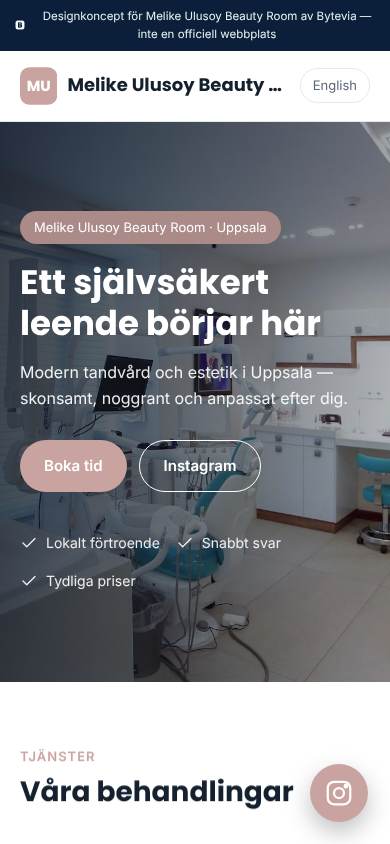 Designkoncept för Melike Ulusoy Beauty Room av Bytevia —
inte en officiell webbplats
MU
Melike Ulusoy Beauty ...
English
Melike Ulusoy Beauty Room · Uppsala
Ett självsäkert
leende börjar här
Modern tandvård och estetik i Uppsala —
skonsamt, noggrant och anpassat efter dig.
Boka tid
Instagram
Lokalt förtroende
Snabbt svar
Tydliga priser
TJÄNSTER
Våra behandlingar